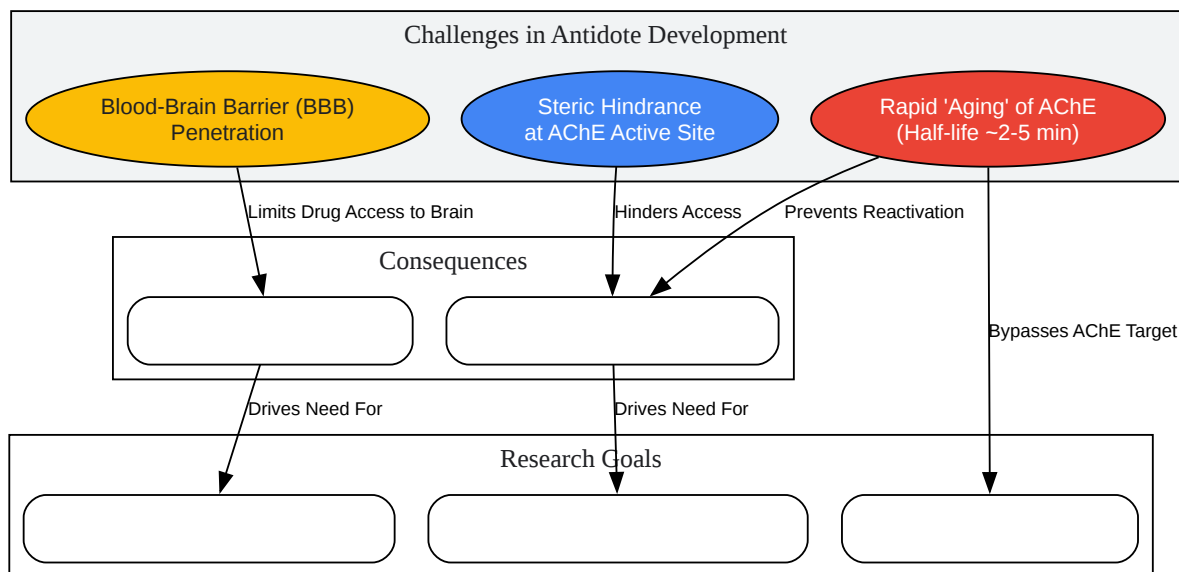 Challenges in Antidote Development
Blood-Brain Barrier (BBB)
Penetration
Steric Hindrance
at AChE Active Site
Rapid 'Aging' of AChE
(Half-life ~2-5 min)
Limits Drug Access to Brain
Hinders Access
Prevents Reactivation
Consequences
Bypasses AChE Target
Drives Need For
Drives Need For
Research Goals